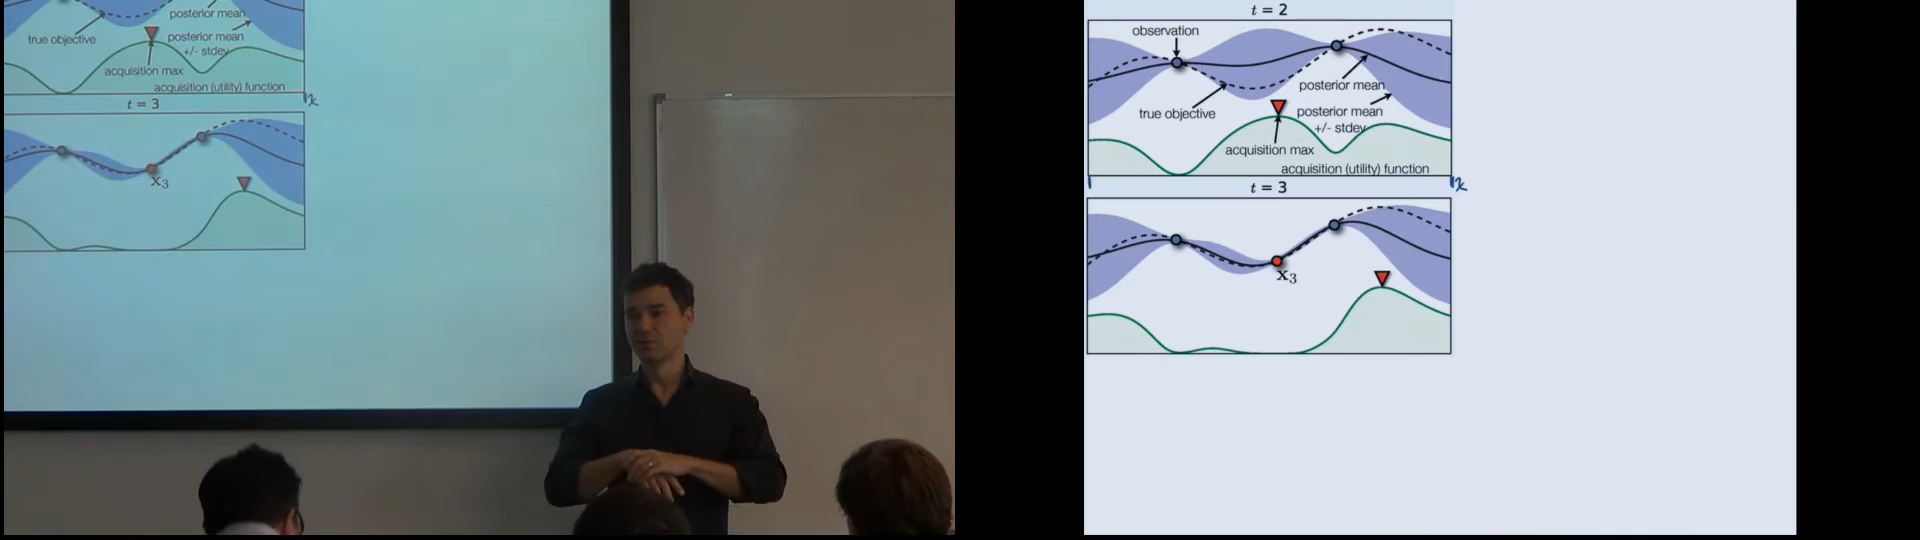 posterior mean
true objective
posterior mean
+/- stdev
acquisition max
acquisition (utility) function
t = 3
x
x₃
t = 2
observation
posterior mean
true objective
posterior mean
+/- stdev
acquisition max
acquisition (utility) function
t = 3
x
x₃